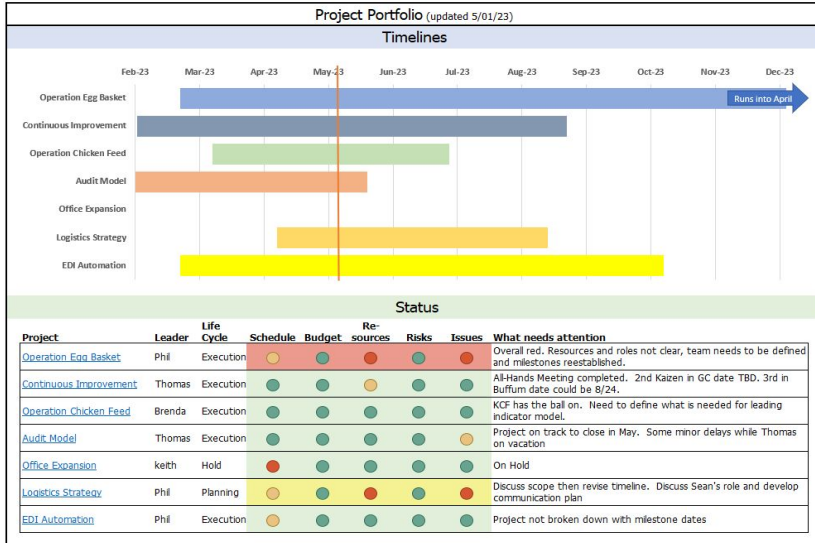 Project Portfolio (updated 5/01/23)
Timelines
Feb-23 Mar-23 Apr-23 May-23 Jun-23 Jul-23 Aug-23 Sep-23 Oct-23 Nov-23 Dec-23
Operation Egg Basket
Runs into April
Continuous Improvement
Operation Chicken Feed
Audit Model
Office Expansion
Logistics Strategy
EDI Automation
Status
Project Leader Life Cycle Schedule Budget Re-sources Risks Issues What needs attention
Operation Egg Basket Phil Execution Overall red. Resources and roles not clear, team needs to be defined
and milestones reestablished.
Continuous Improvement Thomas Execution All-Hands Meeting completed. 2nd Kaizen in GC date TBD. 3rd in
Buffum date could be 8/24.
Operation Chicken Feed Brenda Execution KCF has the ball on. Need to define what is needed for leading
indicator model.
Audit Model Thomas Execution Project on track to close in May. Some minor delays while Thomas
on vacation
Office Expansion keith Hold On Hold
Logistics Strategy Phil Planning Discuss scope then revise timeline. Discuss Sean's role and develop
communication plan
EDI Automation Phil Execution Project not broken down with milestone dates